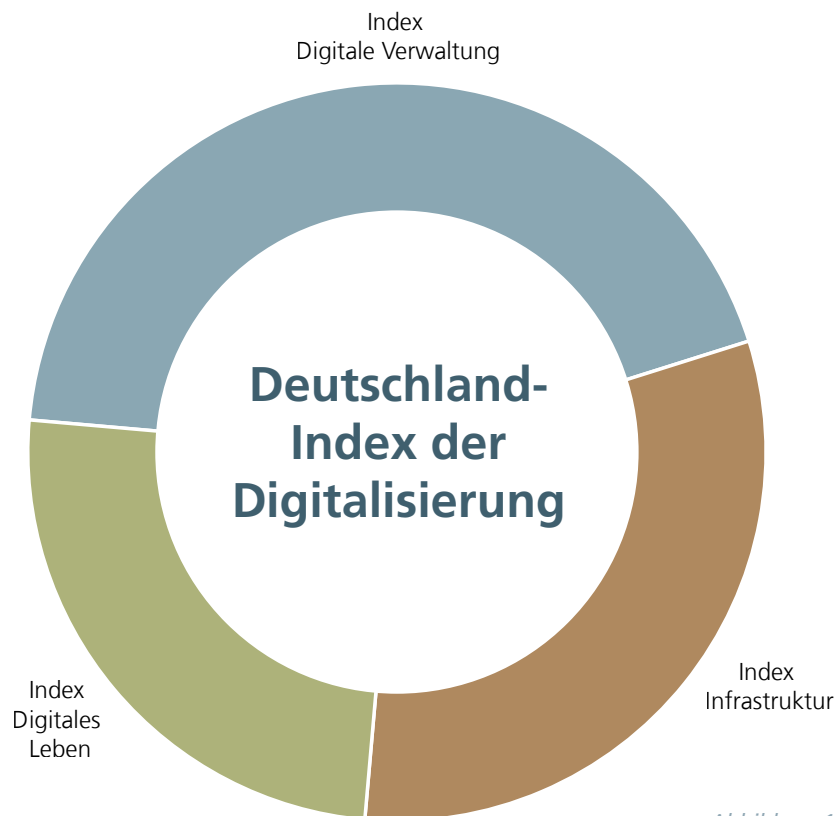 Index
Digitale Verwaltung
Deutschland-
Index der
Digitalisierung
Index
Infrastruktur
Index
Digitales
Leben